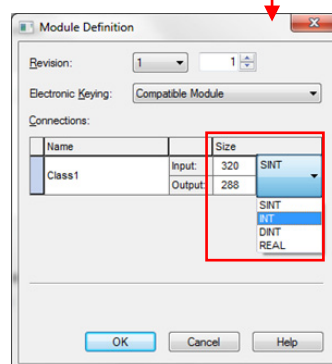 Module Definition
Revision: 1 1
Electronic Keying: Compatible Module
Connections:
Name Size
Class1 Input: 320 SINT
Output: 288
SINT
INT
DINT
REAL
OK Cancel Help